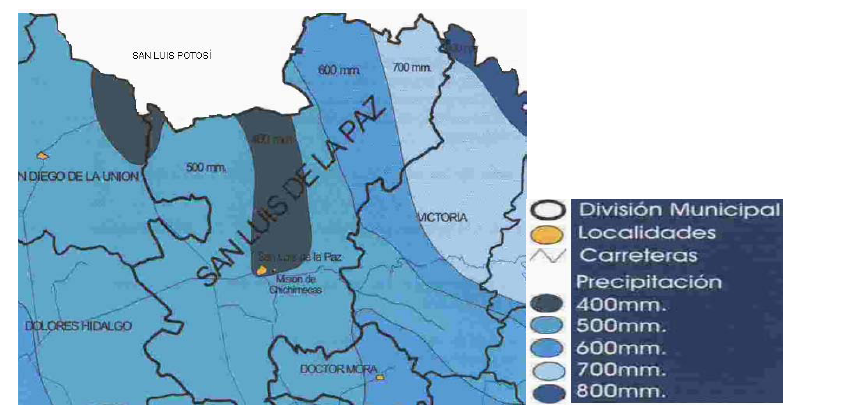 SAN LUIS POTOSÍ
600 mm.
700 mm.
400 mm.
500 mm.
N DIEGO DE LA UNION
SAN LUIS DE LA PAZ
VICTORIA
San Luis de la Paz
Misión de
Chichimecas
DOLORES HIDALGO
DOCTOR MORA
División Municipal
Localidades
Carreteras
Precipitación
400mm.
500mm.
600mm.
700mm.
800mm.